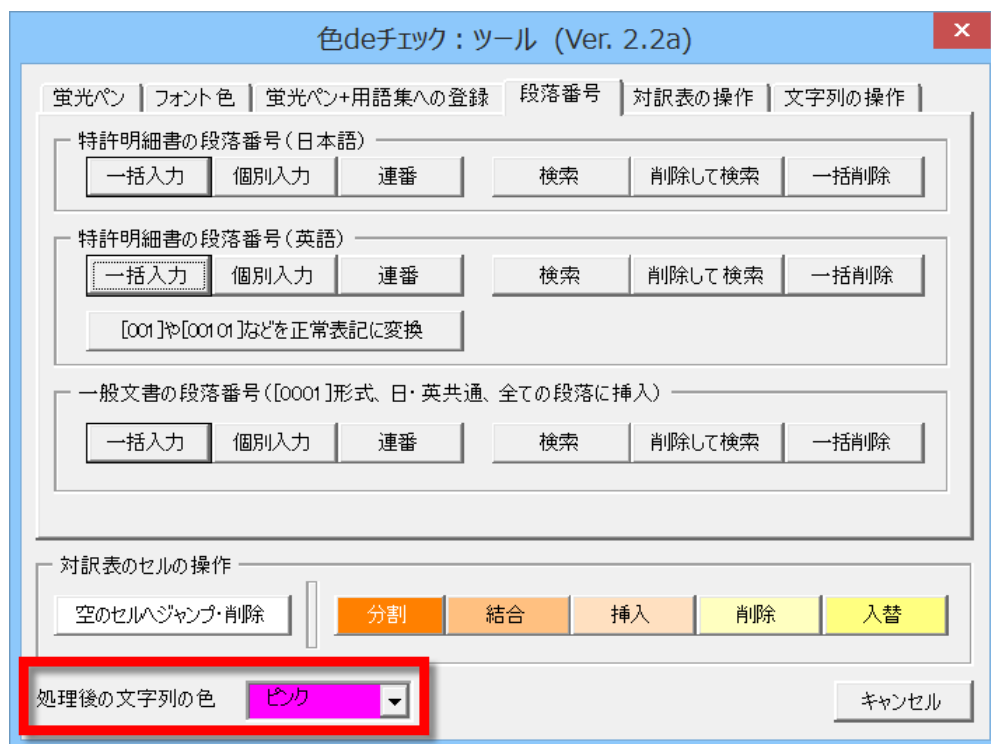 色deチェック：ツール (Ver. 2.2a)
蛍光ペン フォント色 蛍光ペン+用語集への登録 段落番号 対訳表の操作 文字列の操作
特許明細書の段落番号(日本語)
一括入力 個別入力 連番 検索 削除して検索 一括削除
特許明細書の段落番号(英語)
一括入力 個別入力 連番 検索 削除して検索 一括削除
[001]や[00101]などを正常表記に変換
一般文書の段落番号([0001]形式、日・英共通、全ての段落に挿入)
一括入力 個別入力 連番 検索 削除して検索 一括削除
対訳表のセルの操作
空のセルへジャンプ・削除 分割 結合 挿入 削除 入替
処理後の文字列の色 ピンク キャンセル